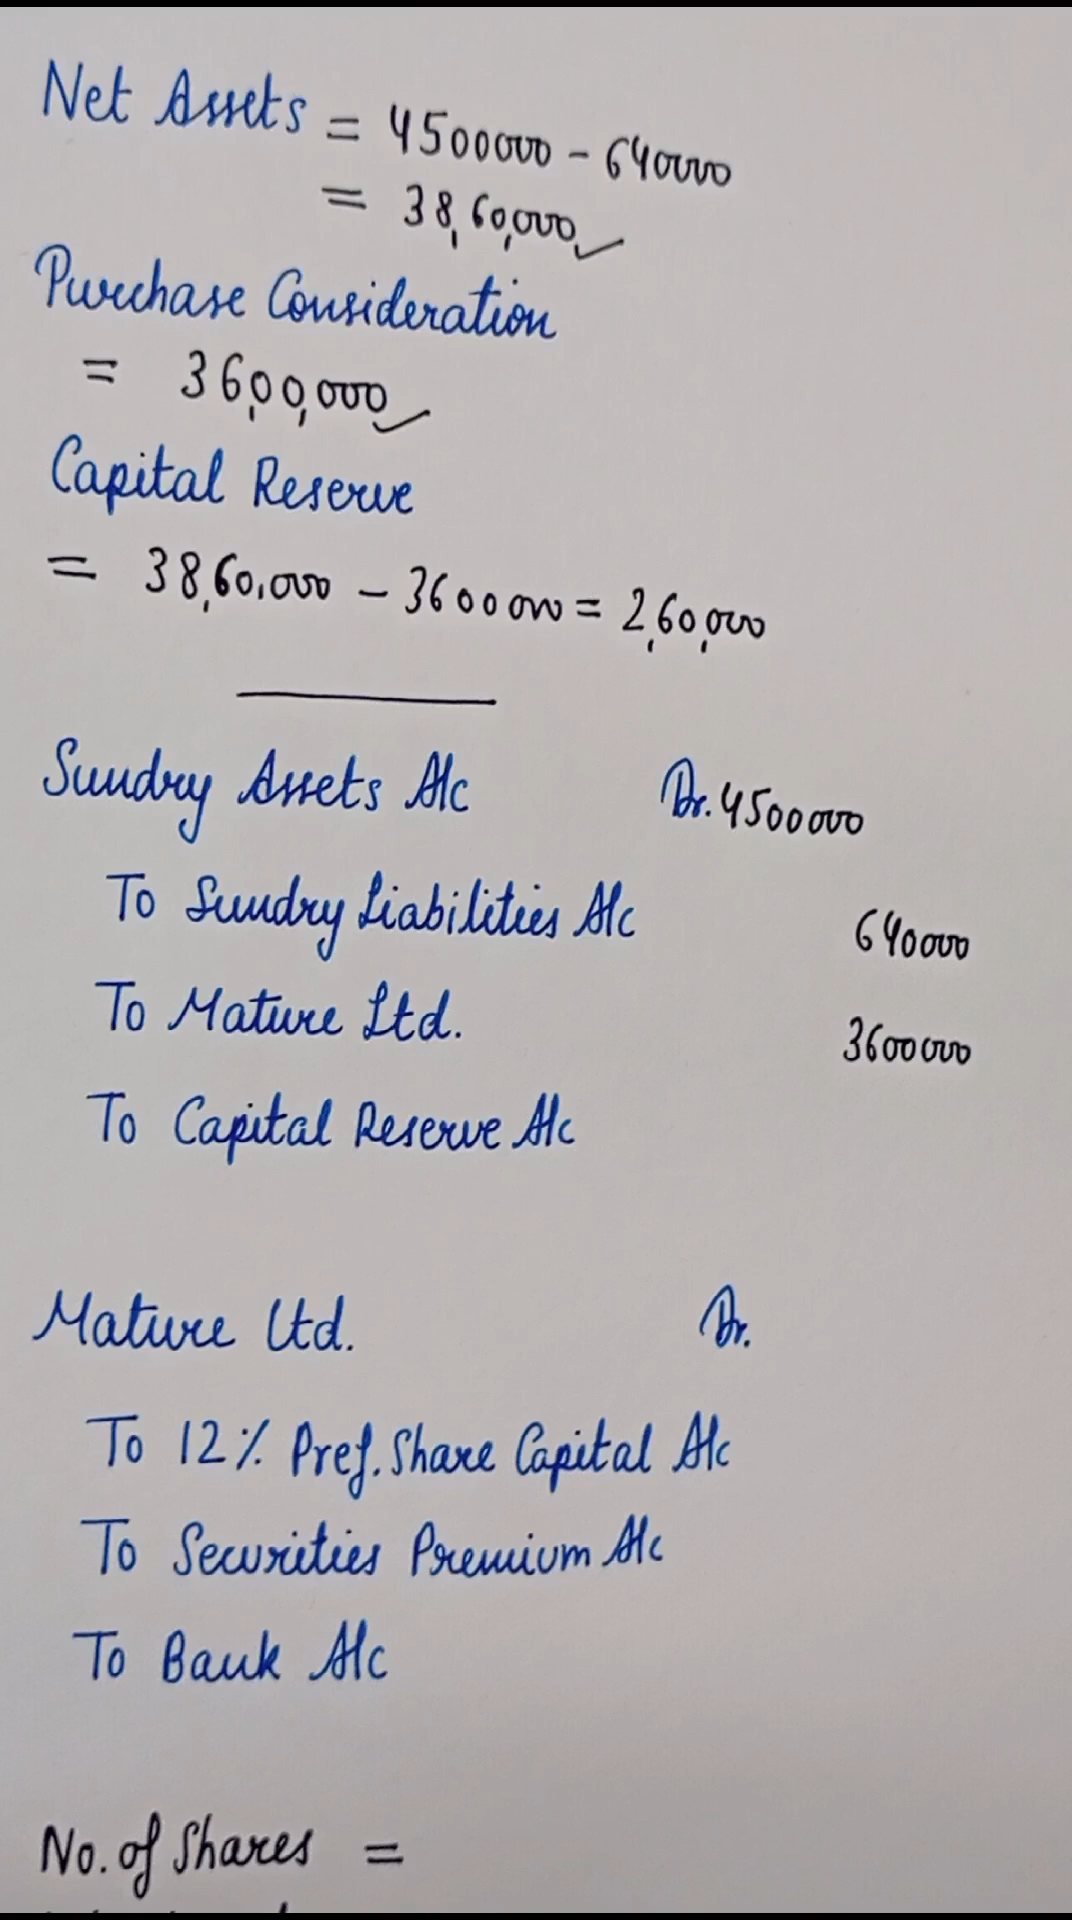 Net Assets = 4500000 - 640000
= 38,60,000
Purchase Consideration
= 36,00,000
Capital Reserve
= 38,60,000 - 3600000 = 2,60,000
Sundry Assets A/c Dr. 4500000
To Sundry Liabilities A/c 640000
To Mature Ltd. 3600000
To Capital Reserve A/c
Mature Ltd. Dr.
To 12% Pref. Share Capital A/c
To Securities Premium A/c
To Bank A/c
No. of Shares =